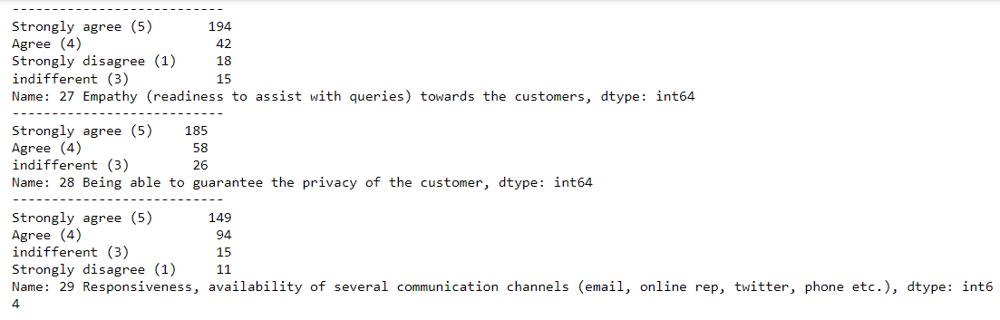 ---------------------------
Strongly agree (5)       194
Agree (4)                 42
Strongly disagree (1)     18
indifferent (3)           15
Name: 27 Empathy (readiness to assist with queries) towards the customers, dtype: int64
---------------------------
Strongly agree (5)    185
Agree (4)              58
indifferent (3)        26
Name: 28 Being able to guarantee the privacy of the customer, dtype: int64
---------------------------
Strongly agree (5)       149
Agree (4)                 94
indifferent (3)           15
Strongly disagree (1)     11
Name: 29 Responsiveness, availability of several communication channels (email, online rep, twitter, phone etc.), dtype: int6
4